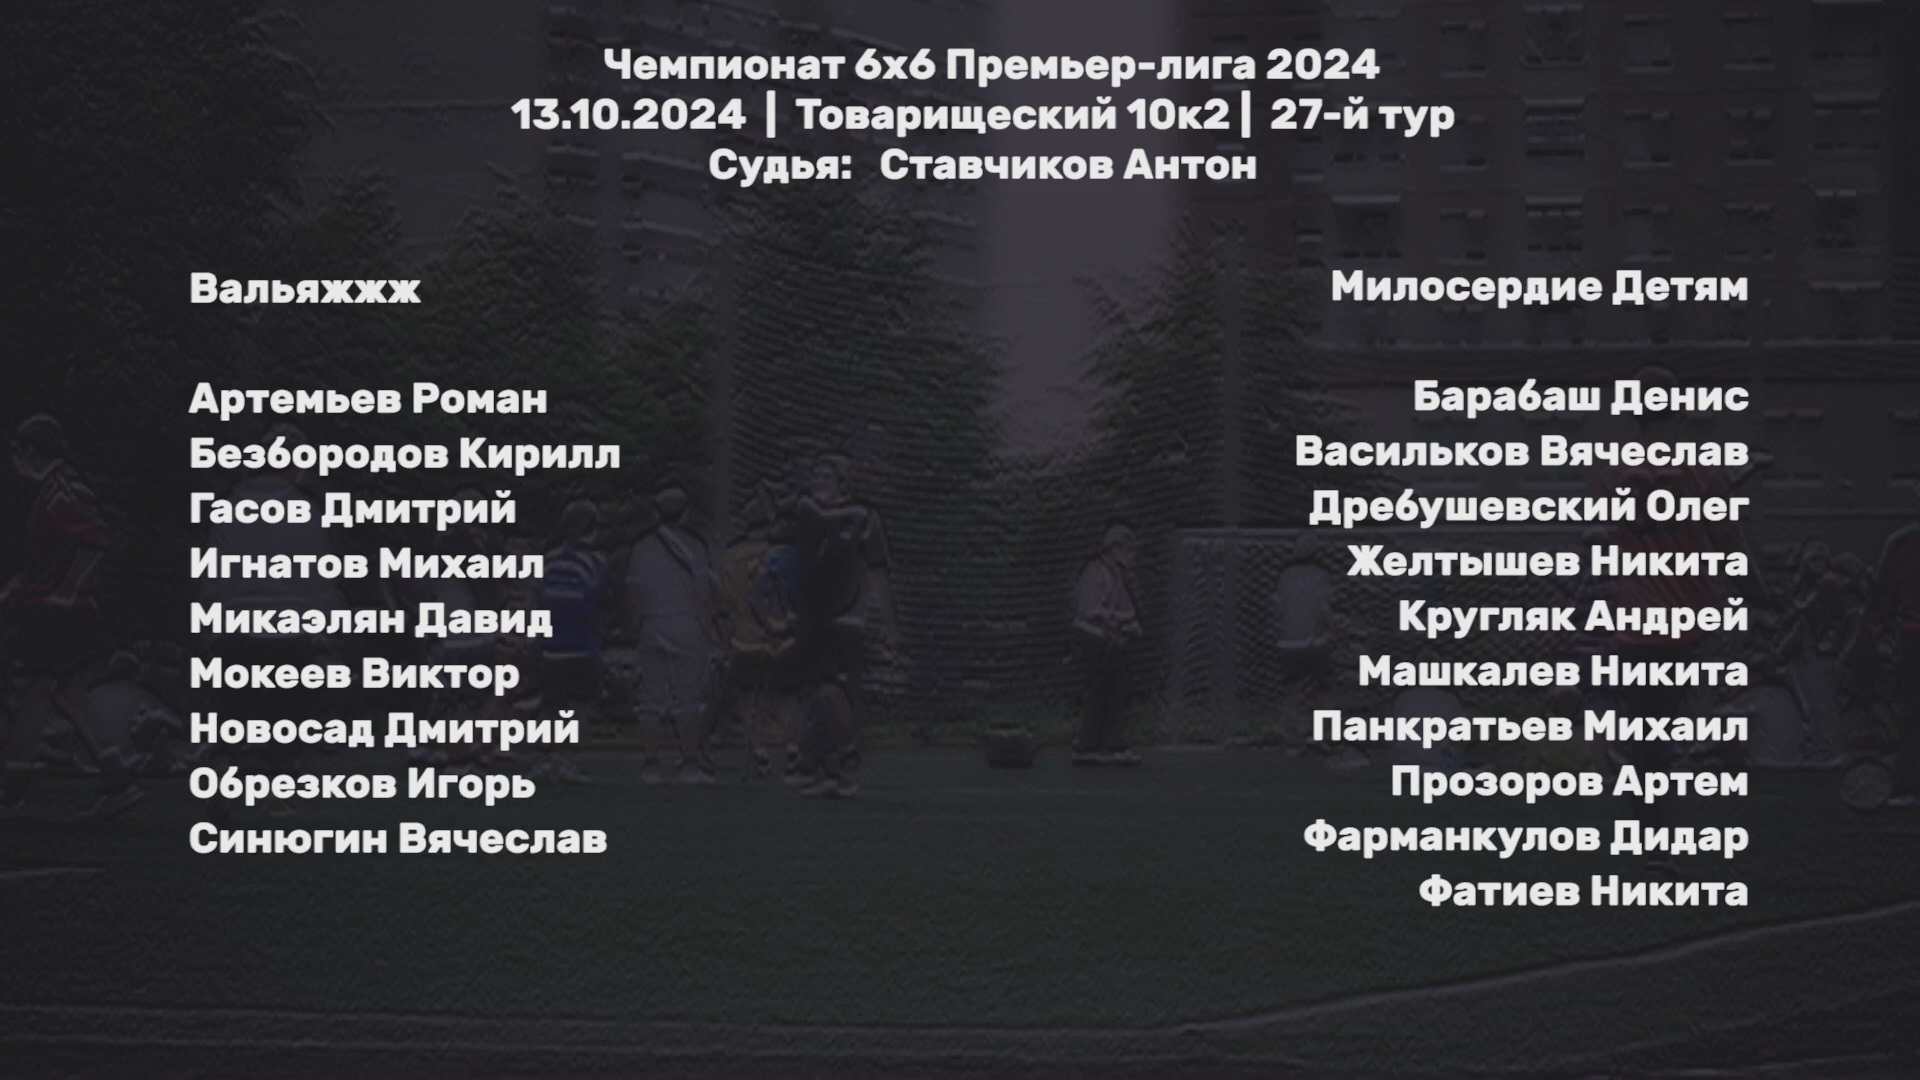 Чемпионат 6х6 Премьер-лига 2024
13.10.2024 | Товарищеский 10к2 | 27-й тур
Судья: Ставчиков Антон
Вальяжжж
Артемьев Роман
Безбородов Кирилл
Гасов Дмитрий
Игнатов Михаил
Микаэлян Давид
Мокеев Виктор
Новосад Дмитрий
Обрезков Игорь
Синюгин Вячеслав
Милосердие Детям
Барабаш Денис
Васильков Вячеслав
Дребушевский Олег
Желтышев Никита
Кругляк Андрей
Машкалев Никита
Панкратьев Михаил
Прозоров Артем
Фарманкулов Дидар
Фатиев Никита